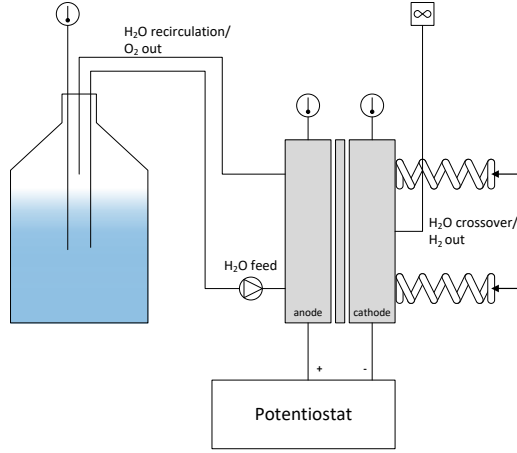 ∞
H₂O recirculation/
O₂ out
H₂O crossover/
H₂ out
H₂O feed
anode
cathode
+
-
Potentiostat